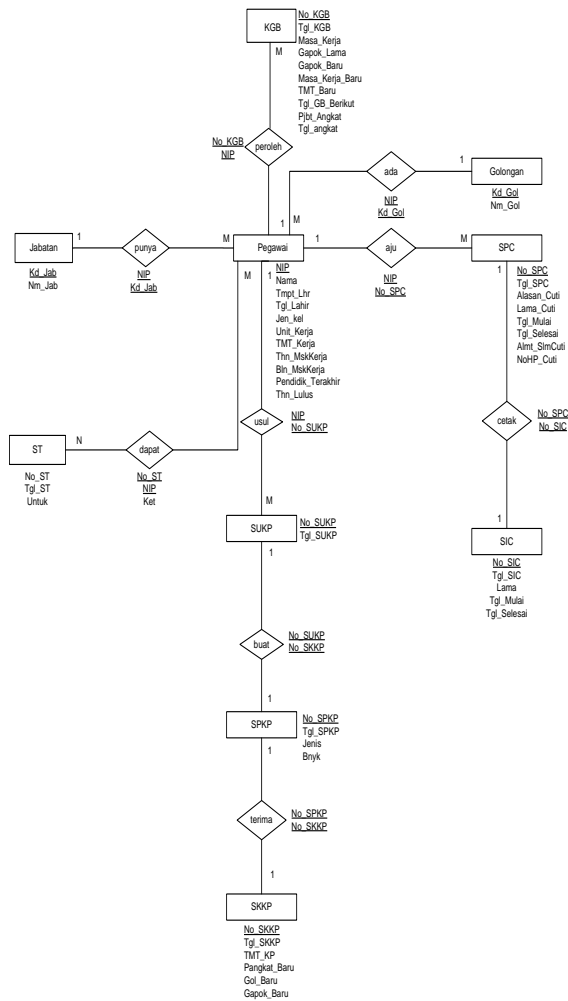 KGB
No_KGB
Tgl_KGB
Masa_Kerja
Gapok_Lama
Gapok_Baru
Masa_Kerja_Baru
TMT_Baru
Tgl_GB_Berikut
Pjbt_Angkat
Tgl_angkat
M
No_KGB
NIP
peroleh
1
ada
NIP
Kd_Gol
M
1
Golongan
Kd_Gol
Nm_Gol
Jabatan
Kd_Jab
Nm_Jab
1
punya
NIP
Kd_Jab
M
Pegawai
NIP
Nama
Tmpt_Lhr
Tgl_Lahir
Jen_kel
Unit_Kerja
TMT_Kerja
Thn_MskKerja
Bln_MskKerja
Pendidik_Terakhir
Thn_Lulus
1
aju
NIP
No_SPC
M
SPC
No_SPC
Tgl_SPC
Alasan_Cuti
Lama_Cuti
Tgl_Mulai
Tgl_Selesai
Almt_SlmCuti
NoHP_Cuti
1
M
1
usul
NIP
No_SUKP
cetak
No_SPC
No_SIC
ST
No_ST
Tgl_ST
Untuk
N
dapat
No_ST
NIP
Ket
M
SUKP
No_SUKP
Tgl_SUKP
1
1
SIC
No_SIC
Tgl_SIC
Lama
Tgl_Mulai
Tgl_Selesai
buat
No_SUKP
No_SKKP
1
SPKP
No_SPKP
Tgl_SPKP
Jenis
Bnyk
1
terima
No_SPKP
No_SKKP
1
SKKP
No_SKKP
Tgl_SKKP
TMT_KP
Pangkat_Baru
Gol_Baru
Gapok_Baru